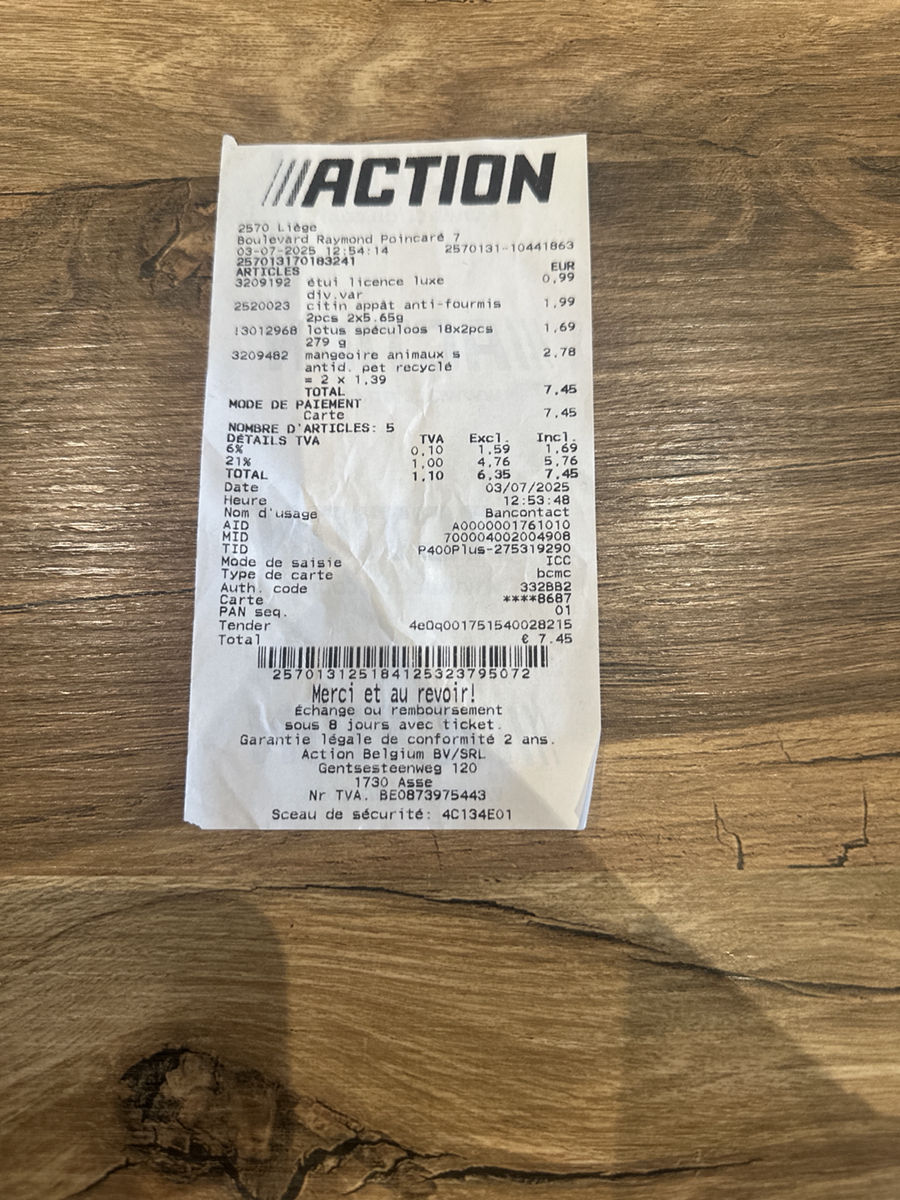 ///ACTION
2570 Liège
Boulevard Raymond Poincaré 7
03-07-2025 12:54:14 2570131-10441863
257013170183241
ARTICLES EUR
3209192 étui licence luxe 0,99
div.var
2520023 citin appât anti-fourmis 1,99
2pcs 2x5.65g
!3012968 lotus spéculoos 18x2pcs 1,69
279 g
3209482 mangeoire animaux s 2,78
antid. pet recyclé
= 2 x 1,39
TOTAL 7,45
MODE DE PAIEMENT
Carte 7,45
NOMBRE D'ARTICLES: 5
DÉTAILS TVA TVA Excl. Incl.
6% 0,10 1,59 1,69
21% 1,00 4,76 5,76
TOTAL 1,10 6,35 7,45
Date 03/07/2025
Heure 12:53:48
Nom d'usage Bancontact
AID A0000001761010
MID 700004002004908
TID P400Plus-275319290
Mode de saisie ICC
Type de carte bcmc
Auth. code 332BB2
Carte ****8687
PAN seq. 01
Tender 4e0q001751540028215
Total € 7.45
2570131251841253237950​72
Merci et au revoir!
Échange ou remboursement
sous 8 jours avec ticket.
Garantie légale de conformité 2 ans.
Action Belgium BV/SRL
Gentsesteenweg 120
1730 Asse
Nr TVA. BE0873975443
Sceau de sécurité: 4C134E01